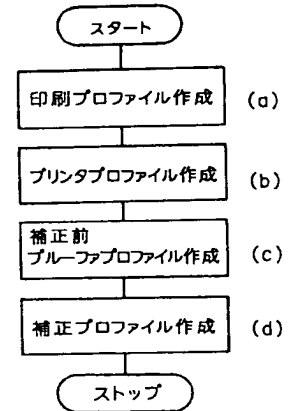 スタート
印刷プロファイル作成 (a)
プリンタプロファイル作成 (b)
補正前
プルーファプロファイル作成 (c)
補正プロファイル作成 (d)
ストップ